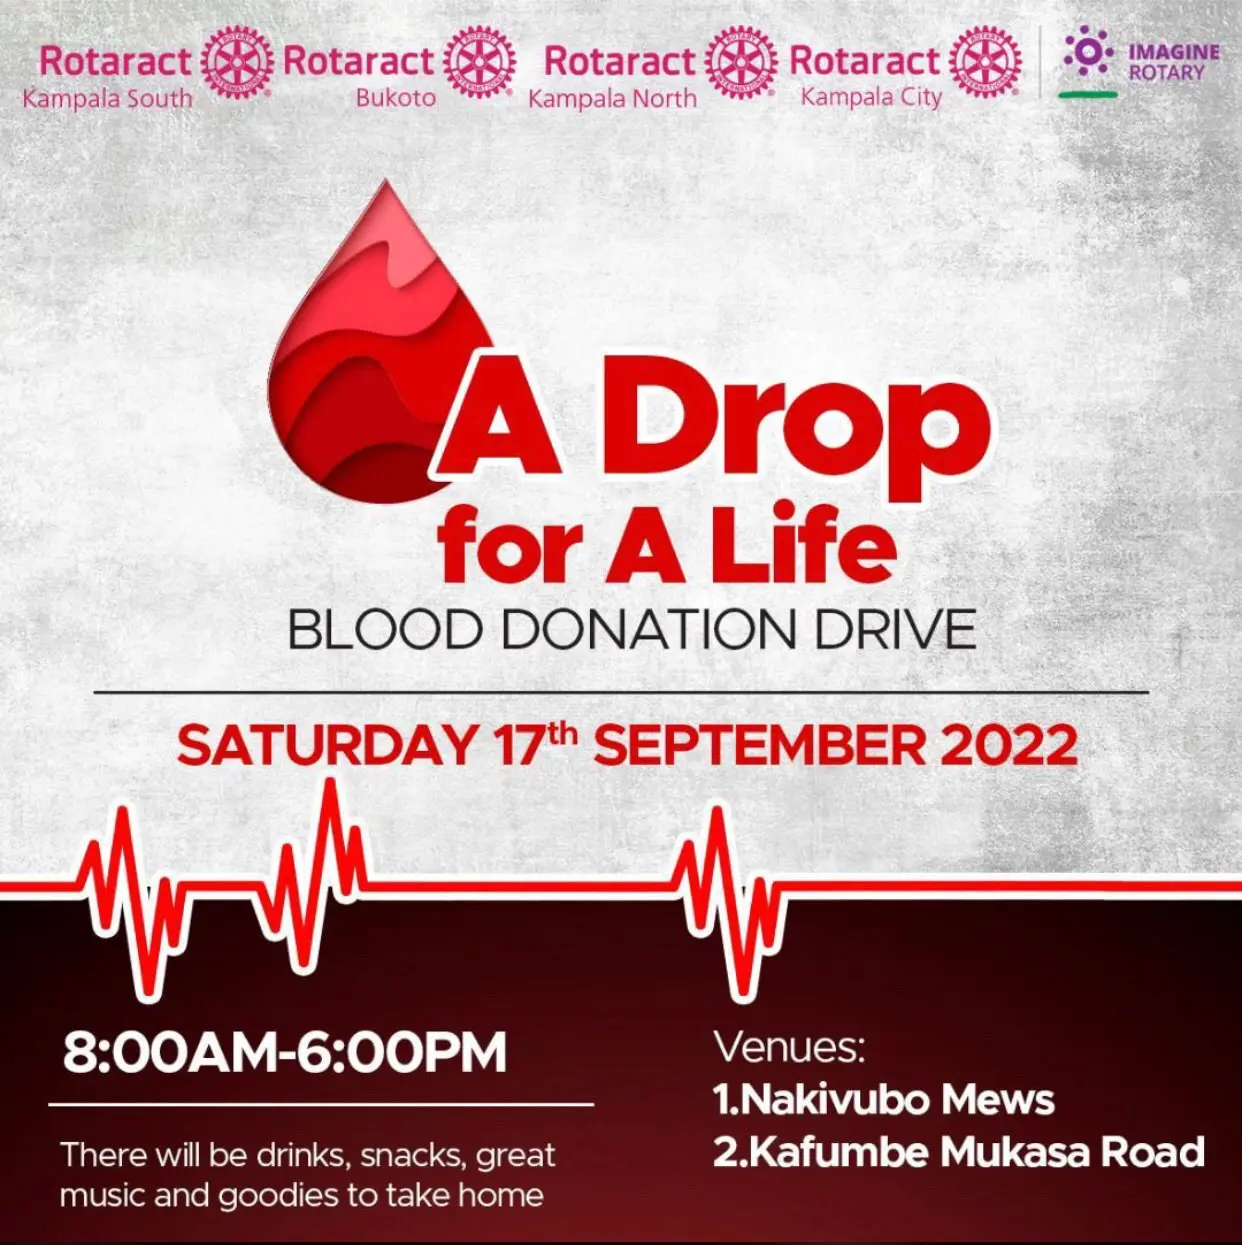 Rotaract
Kampala South
Rotaract
Bukoto
Rotaract
Kampala North
Rotaract
Kampala City
IMAGINE
ROTARY
A Drop
for A Life
BLOOD DONATION DRIVE
SATURDAY 17th SEPTEMBER 2022
8:00AM-6:00PM
There will be drinks, snacks, great
music and goodies to take home
Venues:
1.Nakivubo Mews
2.Kafumbe Mukasa Road